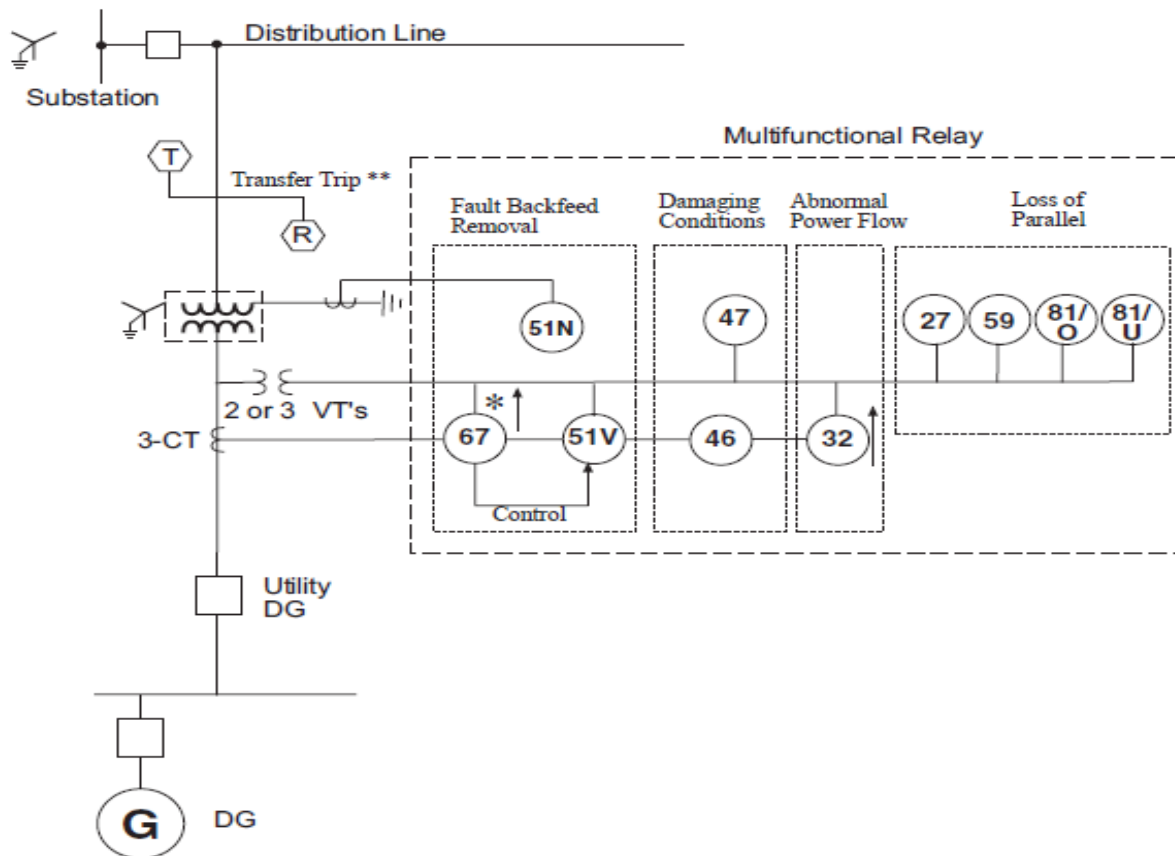 Distribution Line
Substation
Multifunctional Relay
T
Transfer Trip **
R
Fault Backfeed
Removal
Damaging
Conditions
Abnormal
Power Flow
Loss of
Parallel
51N
47
27
59
81/
O
81/
U
2 or 3 VT's
*
3-CT
67
51V
46
32
Control
Utility
DG
G
DG